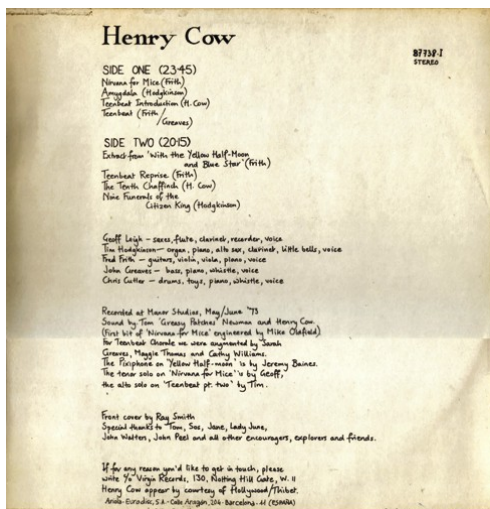 Henry Cow
87738-I
STEREO
SIDE ONE (23:45)
Nirvana for Mice (Frith)
Amygdala (Hodgkinson)
Teenbeat Introduction (H. Cow)
Teenbeat (Frith/
Greaves)
SIDE TWO (20:15)
Extract from 'With the Yellow Half-Moon
and Blue Star' (Frith)
Teenbeat Reprise (Frith)
The Tenth Chaffinch (H. Cow)
Nine Funerals of the
Citizen King (Hodgkinson)
Geoff Leigh - saxes, flute, clarinet, recorder, voice
Tim Hodgkinson - organ, piano, alto sax, clarinet, little bells, voice
Fred Frith - guitars, violin, viola, piano, voice
John Greaves - bass, piano, whistle, voice
Chris Cutler - drums, toys, piano, whistle, voice
Recorded at Manor Studios, May/June '73
Sound by Tom 'Greasy Patches' Newman and Henry Cow.
(First bit of 'Nirvana for Mice' engineered by Mike Oldfield)
For Teenbeat Chorale we were augmented by Sarah
Greaves, Maggie Thomas and Cathy Williams.
The Pixiphone on 'Yellow Half-moon' is by Jeremy Baines.
The tenor solo on 'Nirvana for Mice' is by Geoff,
the alto solo on 'Teenbeat pt. two' by Tim.
Front cover by Ray Smith
Special thanks to Tom, Soc, Jane, Lady June,
John Walters, John Peel and all other encouragers, explorers and friends.
If for any reason you'd like to get in touch, please
write Yo Virgin Records, 130, Notting Hill Gate, W. 11
Henry Cow appear by courtesy of Hollywood/Thibet.
Ariola-Eurodisc, S.A. - Calle Aragón, 204 - Barcelona - 11 (ESPAÑA)